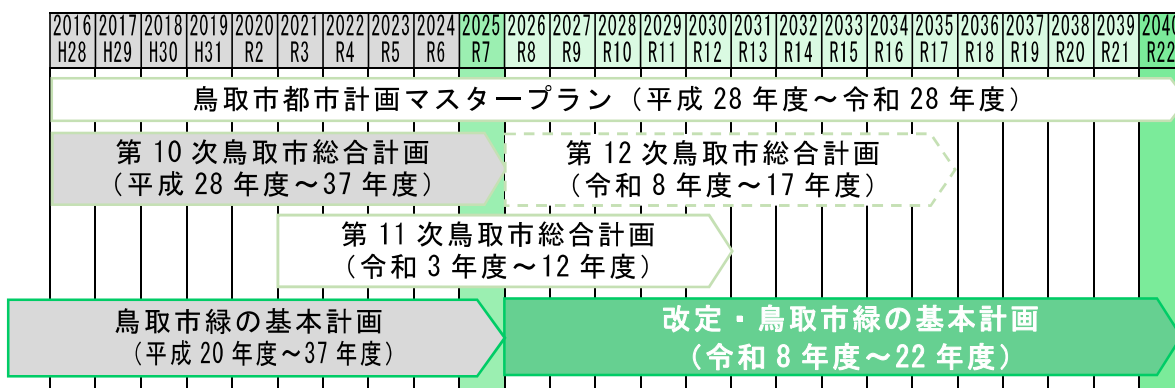 2016 2017 2018 2019 2020 2021 2022 2023 2024 2025 2026 2027 2028 2029 2030 2031 2032 2033 2034 2035 2036 2037 2038 2039 2040
H28 H29 H30 H31 R2 R3 R4 R5 R6 R7 R8 R9 R10 R11 R12 R13 R14 R15 R16 R17 R18 R19 R20 R21 R22
鳥取市都市計画マスタープラン（平成 28 年度～令和 28 年度）
第 10 次鳥取市総合計画
（平成 28 年度～37 年度）
第 12 次鳥取市総合計画
（令和 8 年度～17 年度）
第 11 次鳥取市総合計画
（令和 3 年度～12 年度）
鳥取市緑の基本計画
（平成 20 年度～37 年度）
改定・鳥取市緑の基本計画
（令和 8 年度～22 年度）